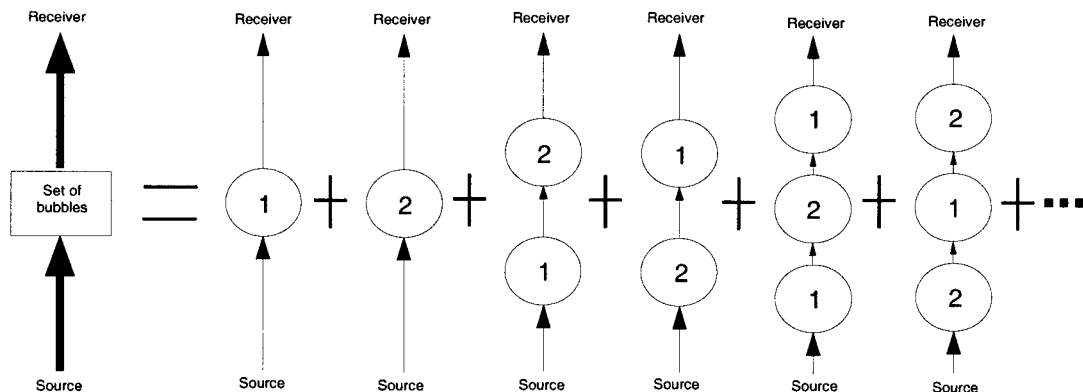 Receiver Receiver Receiver Receiver Receiver Receiver Receiver
1 2
2 1 2
Set of
bubbles
= 1 + 2 + + + 2 + 1 + ...
1 2 1 2
Source Source Source Source Source Source Source